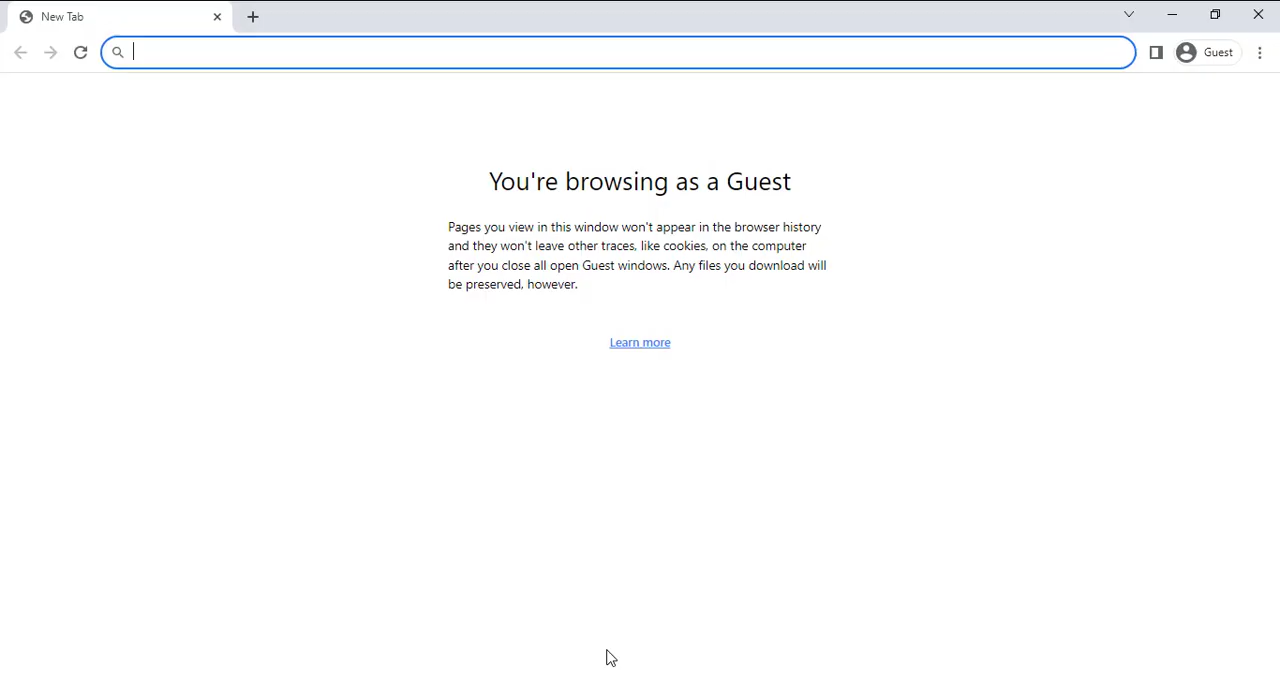 New Tab
Guest
You're browsing as a Guest
Pages you view in this window won't appear in the browser history
and they won't leave other traces, like cookies, on the computer
after you close all open Guest windows. Any files you download will
be preserved, however.
Learn more